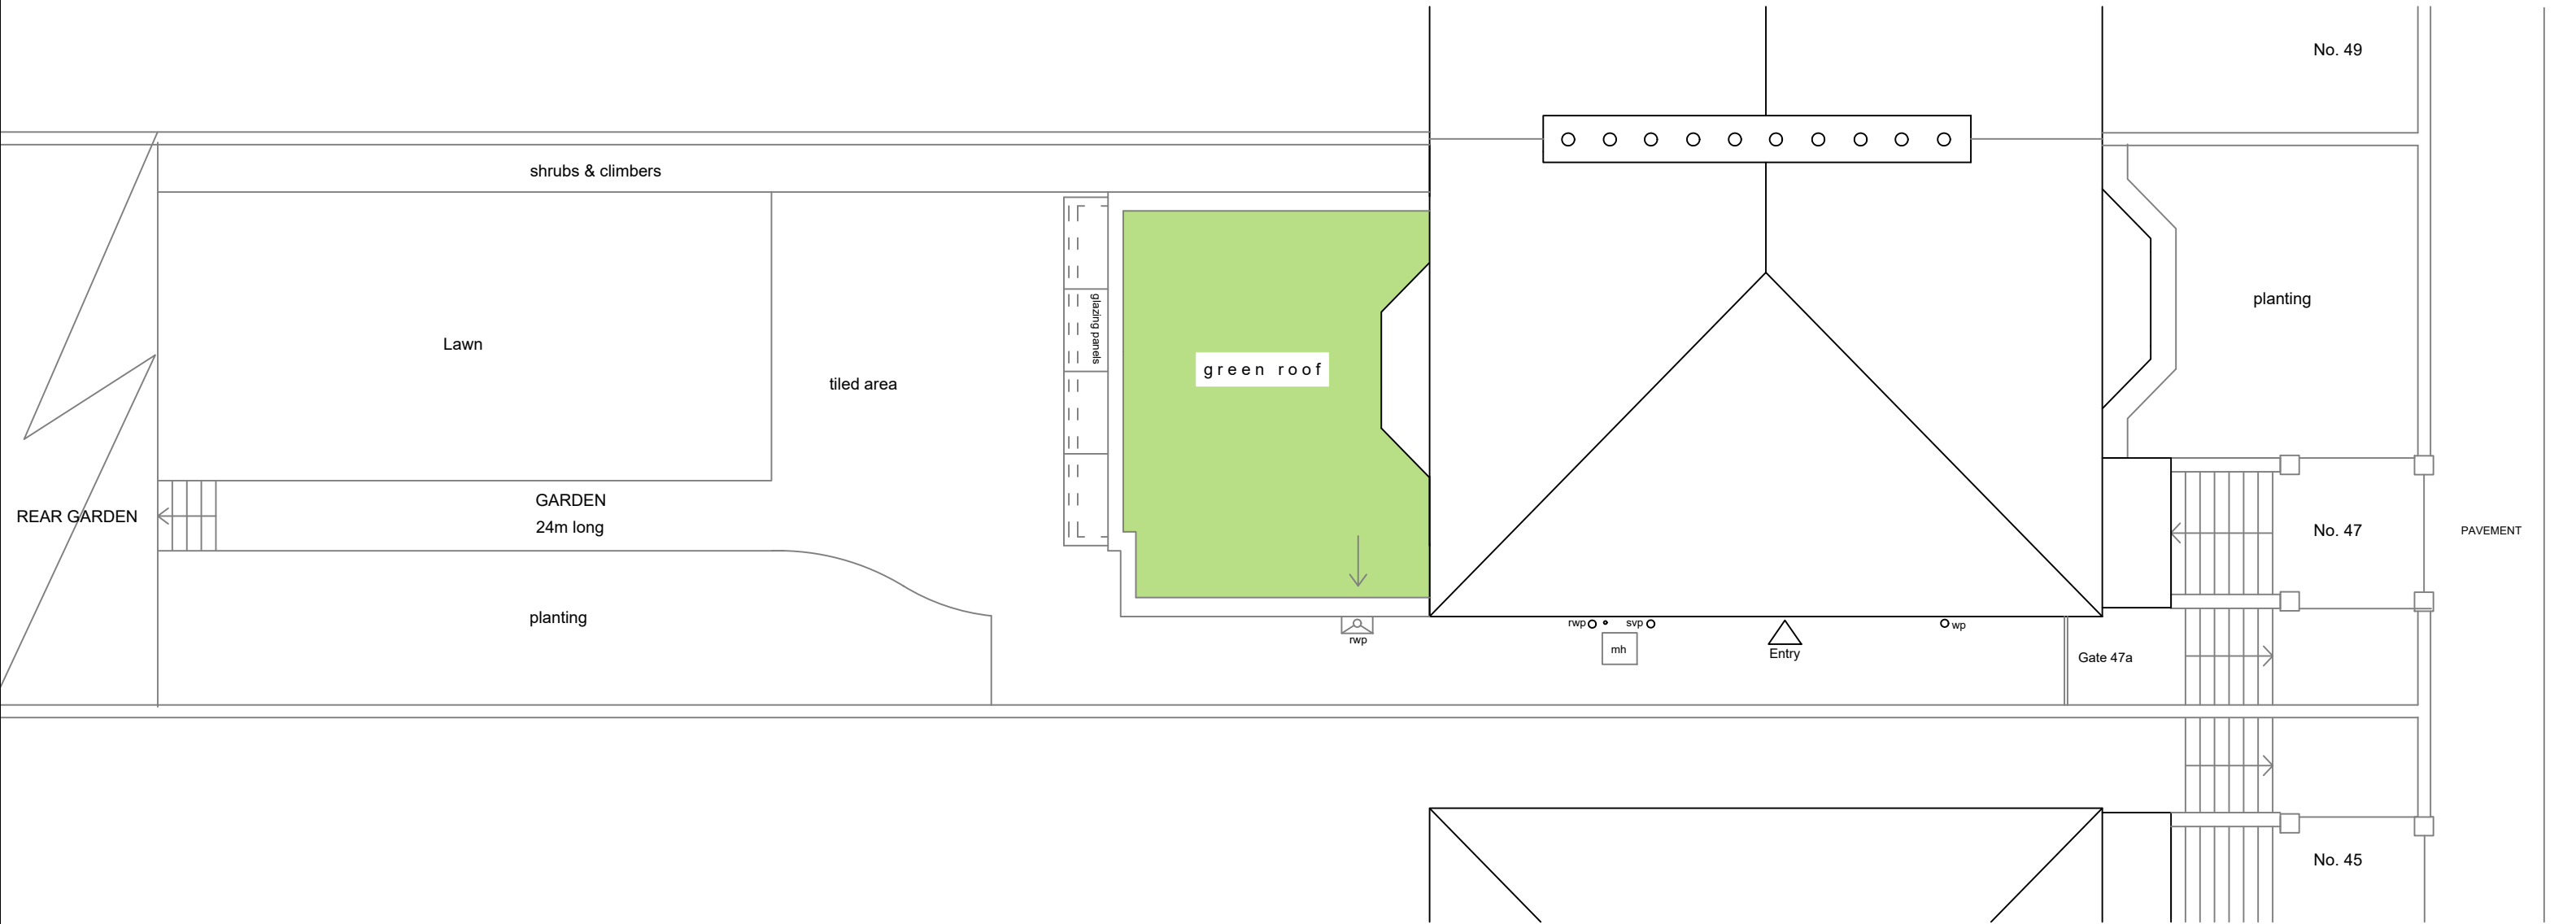 No. 49
shrubs & climbers
planting
glazing panels
Lawn
green roof
tiled area
GARDEN
24m long
REAR GARDEN
No. 47
PAVEMENT
planting
rwp
rwp
svp
mh
Entry
wp
Gate 47a
No. 45